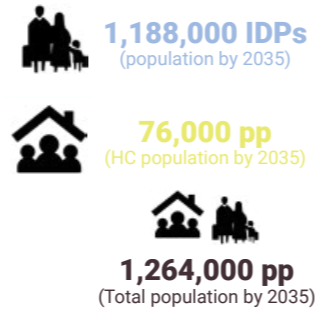 1,188,000 IDPs
(population by 2035)
76,000 pp
(HC population by 2035)
1,264,000 pp
(Total population by 2035)